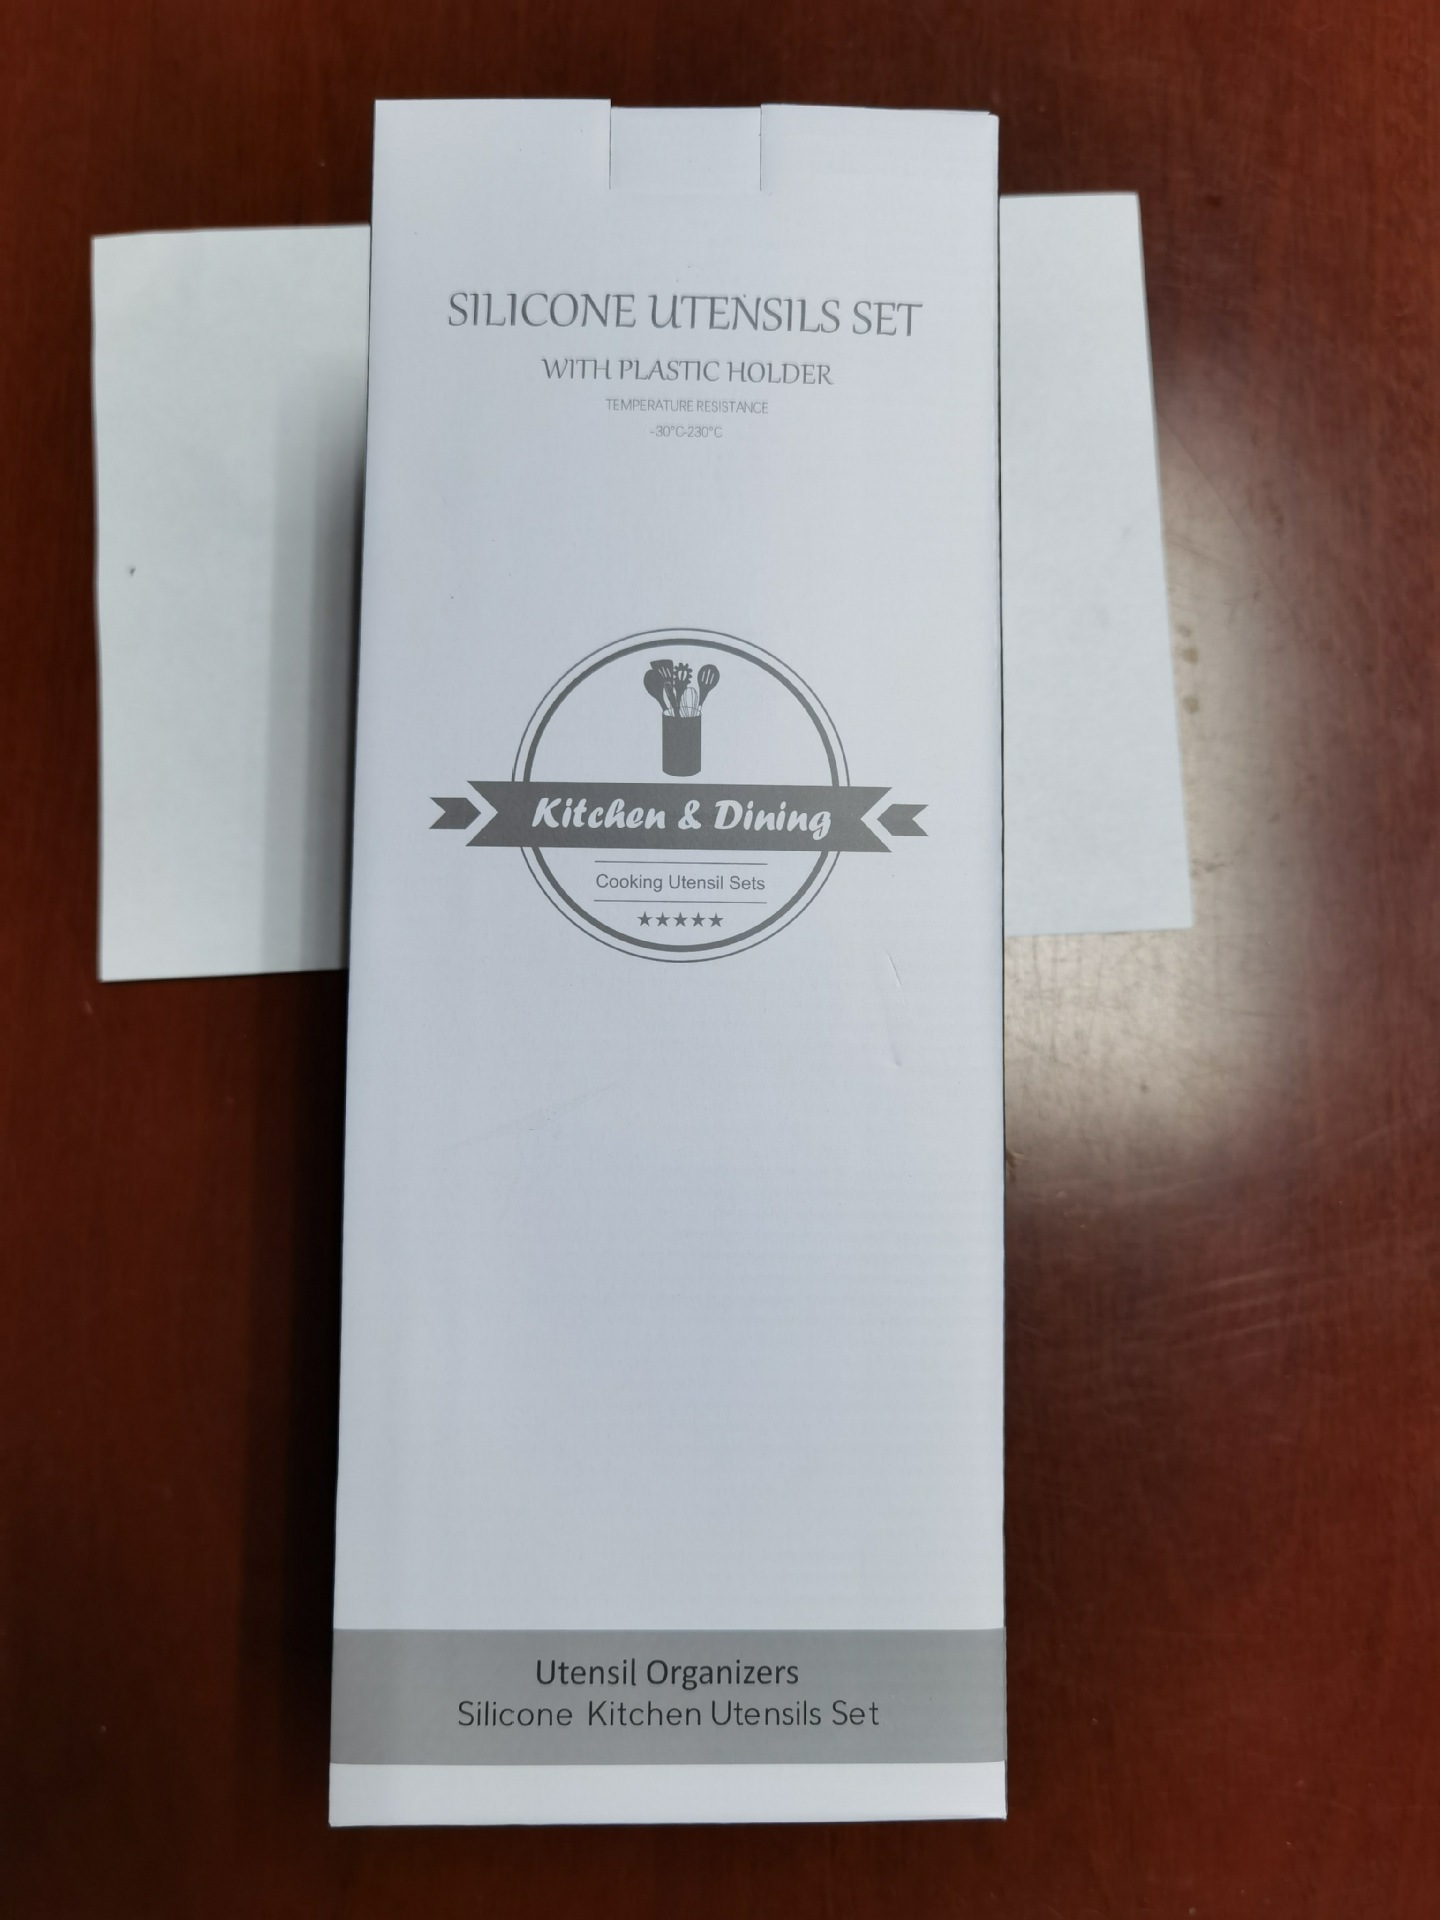 SILICONE UTENSILS SET
WITH PLASTIC HOLDER
TEMPERATURE RESISTANCE
-30°C-230°C
Kitchen & Dining
Cooking Utensil Sets
Utensil Organizers
Silicone Kitchen Utensils Set